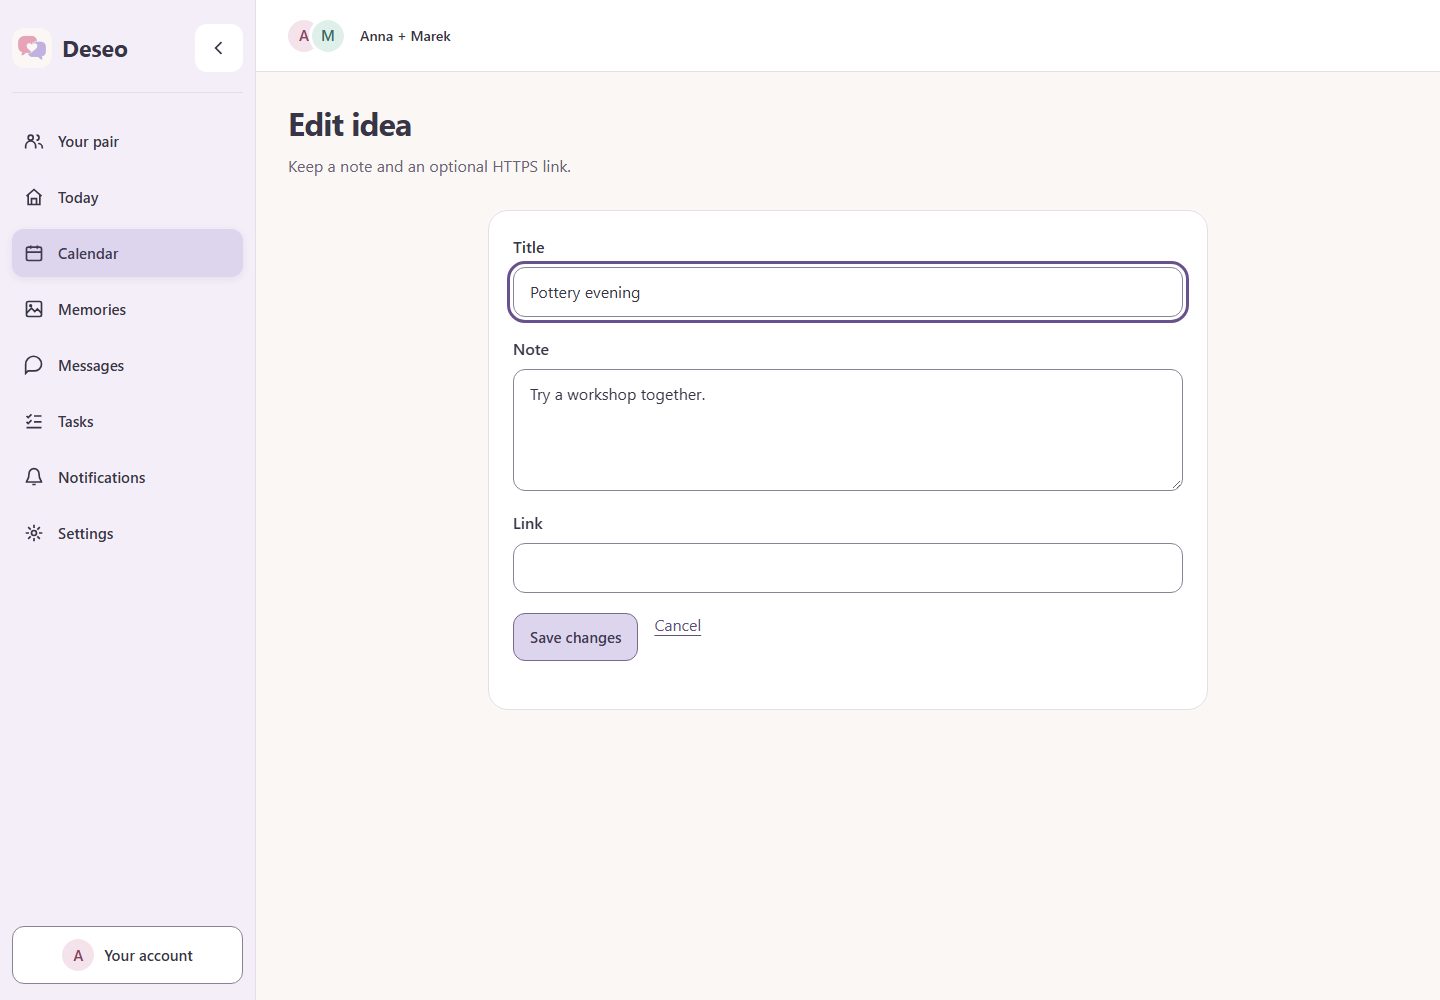 Deseo
A M Anna + Marek
Your pair
Today
Calendar
Memories
Messages
Tasks
Notifications
Settings
A Your account
Edit idea
Keep a note and an optional HTTPS link.
Title
Pottery evening
Note
Try a workshop together.
Link
Save changes Cancel